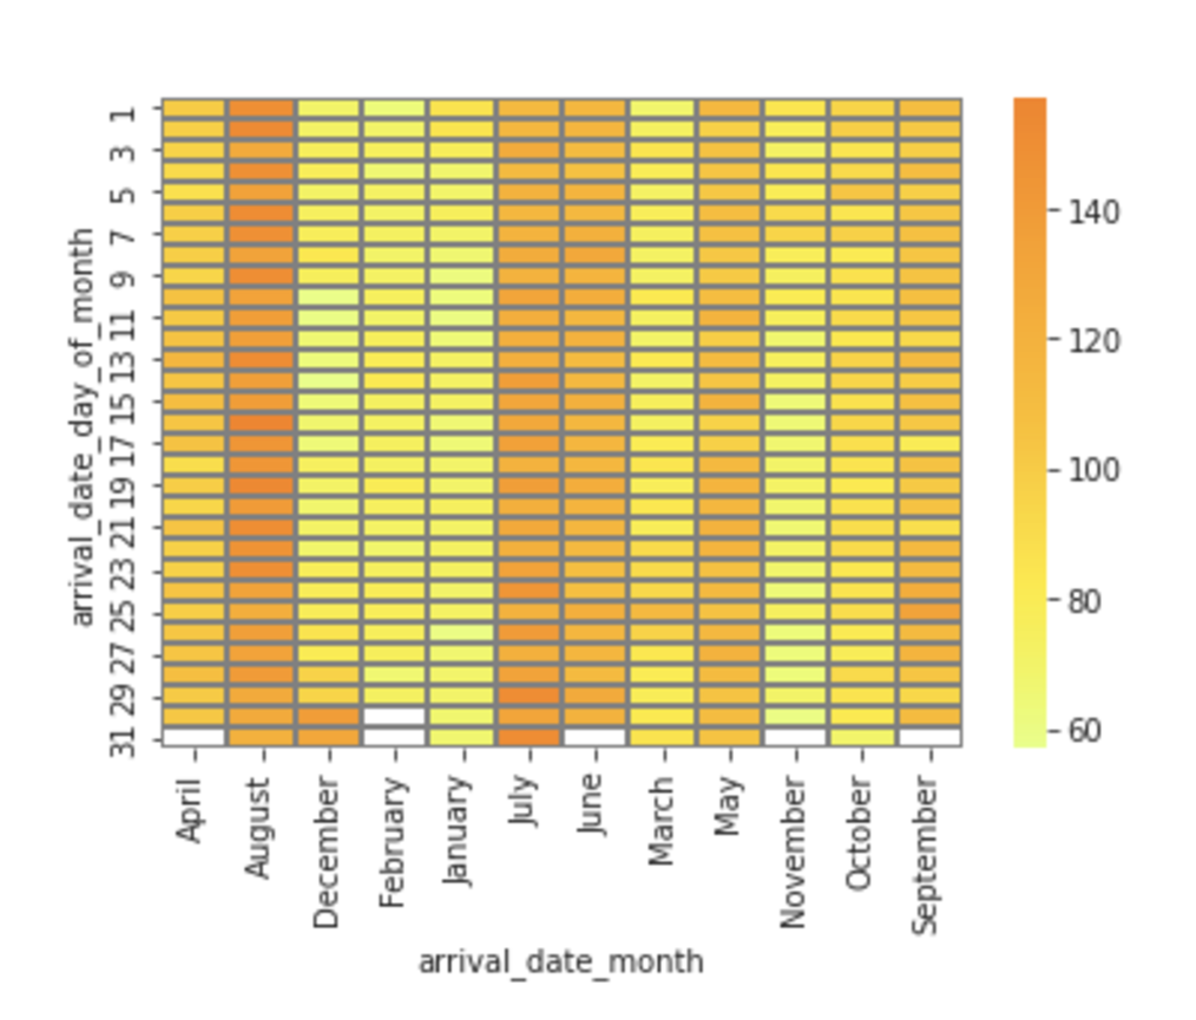 arrival_date_day_of_month
1
3
5
7
9
11
13
15
17
19
21
23
25
27
29
31
April
August
December
February
January
July
June
March
May
November
October
September
arrival_date_month
140
120
100
80
60